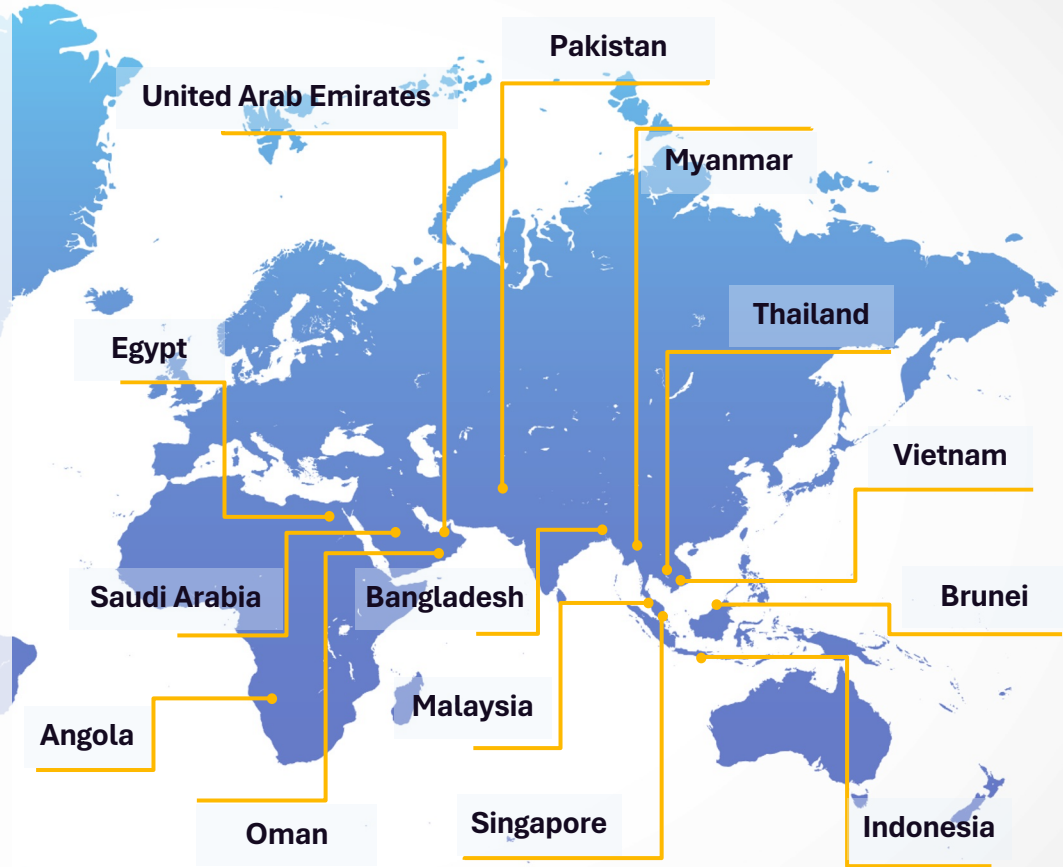 Pakistan
United Arab Emirates
Myanmar
Thailand
Egypt
Vietnam
Saudi Arabia
Bangladesh
Brunei
Malaysia
Angola
Singapore
Oman
Indonesia